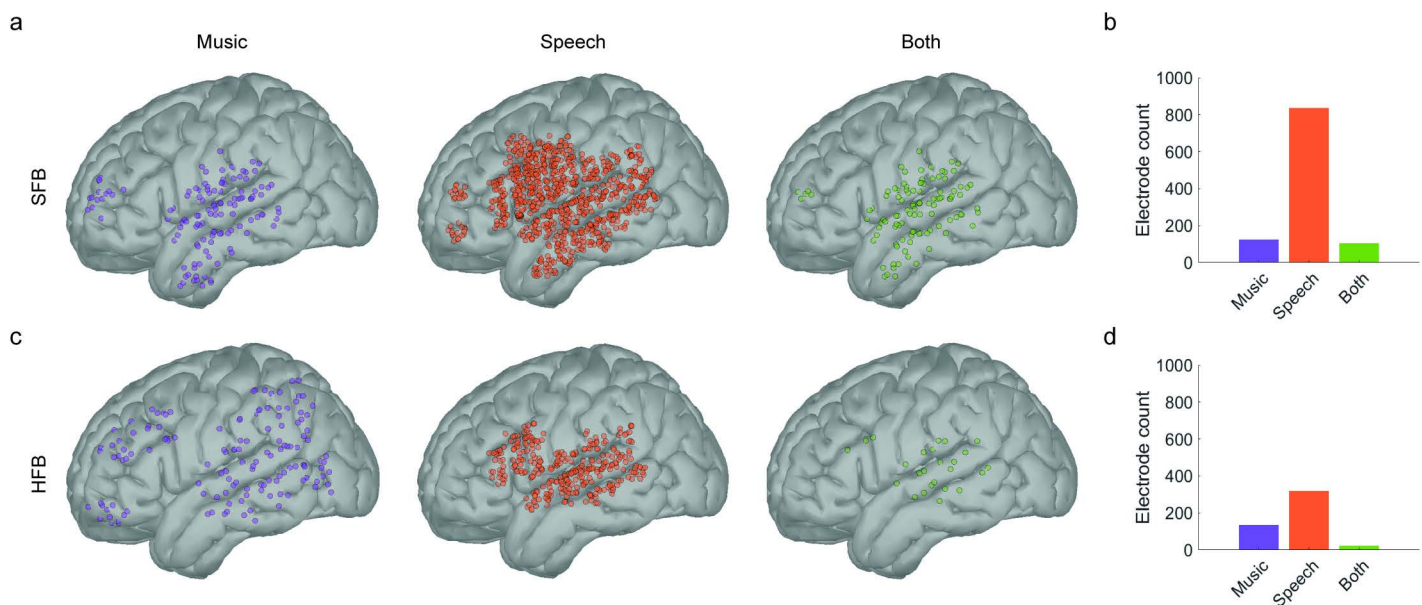 a
Music
Speech
Both
b
SFB
Electrode count
1000
800
600
400
200
0
Music
Speech
Both
c
d
HFB
Electrode count
1000
800
600
400
200
0
Music
Speech
Both